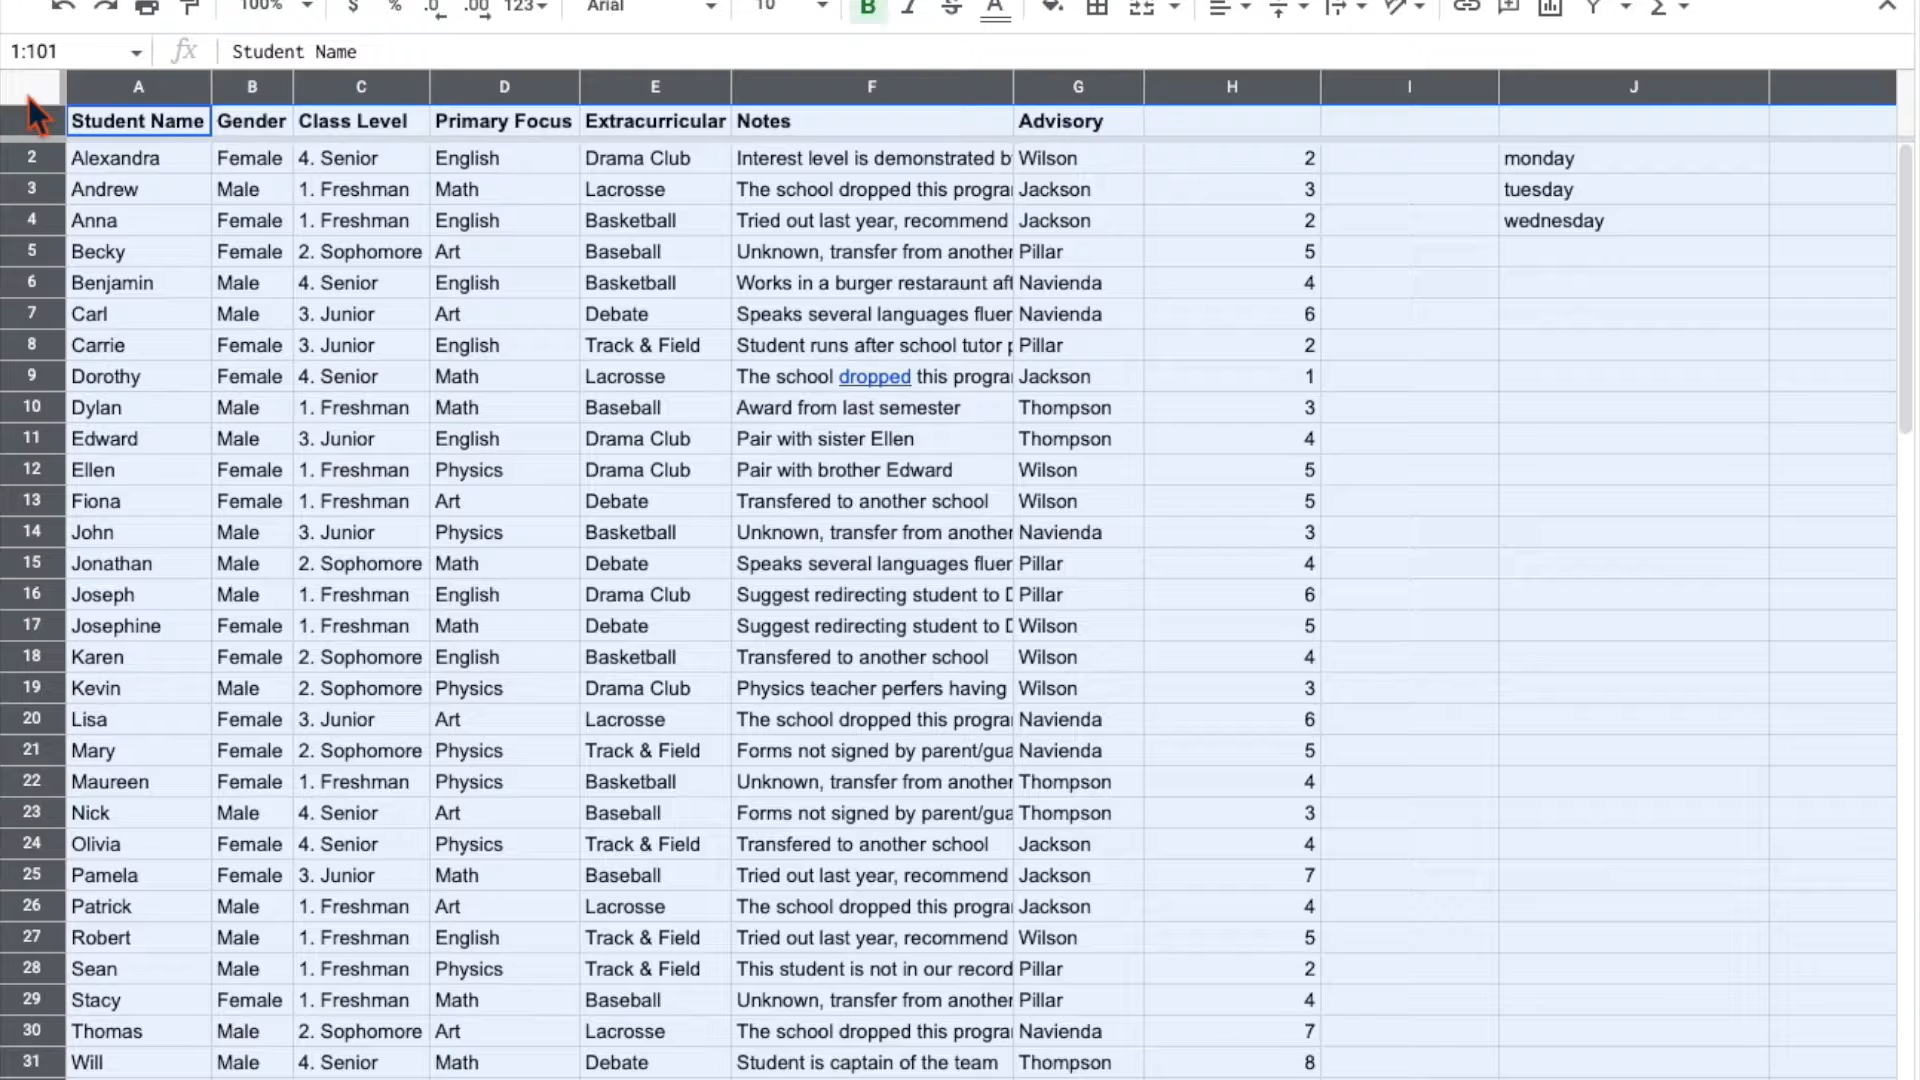 100% $ % .0 .00 123 Arial 10 B I S A Σ
1:101 fx Student Name
A B C D E F G H I J
Student Name Gender Class Level Primary Focus Extracurricular Notes Advisory
2 Alexandra Female 4. Senior English Drama Club Interest level is demonstrated b Wilson 2 monday
3 Andrew Male 1. Freshman Math Lacrosse The school dropped this progra Jackson 3 tuesday
4 Anna Female 1. Freshman English Basketball Tried out last year, recommend Jackson 2 wednesday
5 Becky Female 2. Sophomore Art Baseball Unknown, transfer from another Pillar 5
6 Benjamin Male 4. Senior English Basketball Works in a burger restaraunt aft Navienda 4
7 Carl Male 3. Junior Art Debate Speaks several languages fluer Navienda 6
8 Carrie Female 3. Junior English Track & Field Student runs after school tutor p Pillar 2
9 Dorothy Female 4. Senior Math Lacrosse The school dropped this progra Jackson 1
10 Dylan Male 1. Freshman Math Baseball Award from last semester Thompson 3
11 Edward Male 3. Junior English Drama Club Pair with sister Ellen Thompson 4
12 Ellen Female 1. Freshman Physics Drama Club Pair with brother Edward Wilson 5
13 Fiona Female 1. Freshman Art Debate Transfered to another school Wilson 5
14 John Male 3. Junior Physics Basketball Unknown, transfer from another Navienda 3
15 Jonathan Male 2. Sophomore Math Debate Speaks several languages fluer Pillar 4
16 Joseph Male 1. Freshman English Drama Club Suggest redirecting student to D Pillar 6
17 Josephine Female 1. Freshman Math Debate Suggest redirecting student to D Wilson 5
18 Karen Female 2. Sophomore English Basketball Transfered to another school Wilson 4
19 Kevin Male 2. Sophomore Physics Drama Club Physics teacher perfers having Wilson 3
20 Lisa Female 3. Junior Art Lacrosse The school dropped this progra Navienda 6
21 Mary Female 2. Sophomore Physics Track & Field Forms not signed by parent/gua Navienda 5
22 Maureen Female 1. Freshman Physics Basketball Unknown, transfer from another Thompson 4
23 Nick Male 4. Senior Art Baseball Forms not signed by parent/gua Thompson 3
24 Olivia Female 4. Senior Physics Track & Field Transfered to another school Jackson 4
25 Pamela Female 3. Junior Math Baseball Tried out last year, recommend Jackson 7
26 Patrick Male 1. Freshman Art Lacrosse The school dropped this progra Jackson 4
27 Robert Male 1. Freshman English Track & Field Tried out last year, recommend Wilson 5
28 Sean Male 1. Freshman Physics Track & Field This student is not in our record Pillar 2
29 Stacy Female 1. Freshman Math Baseball Unknown, transfer from another Pillar 4
30 Thomas Male 2. Sophomore Art Lacrosse The school dropped this progra Navienda 7
31 Will Male 4. Senior Math Debate Student is captain of the team Thompson 8